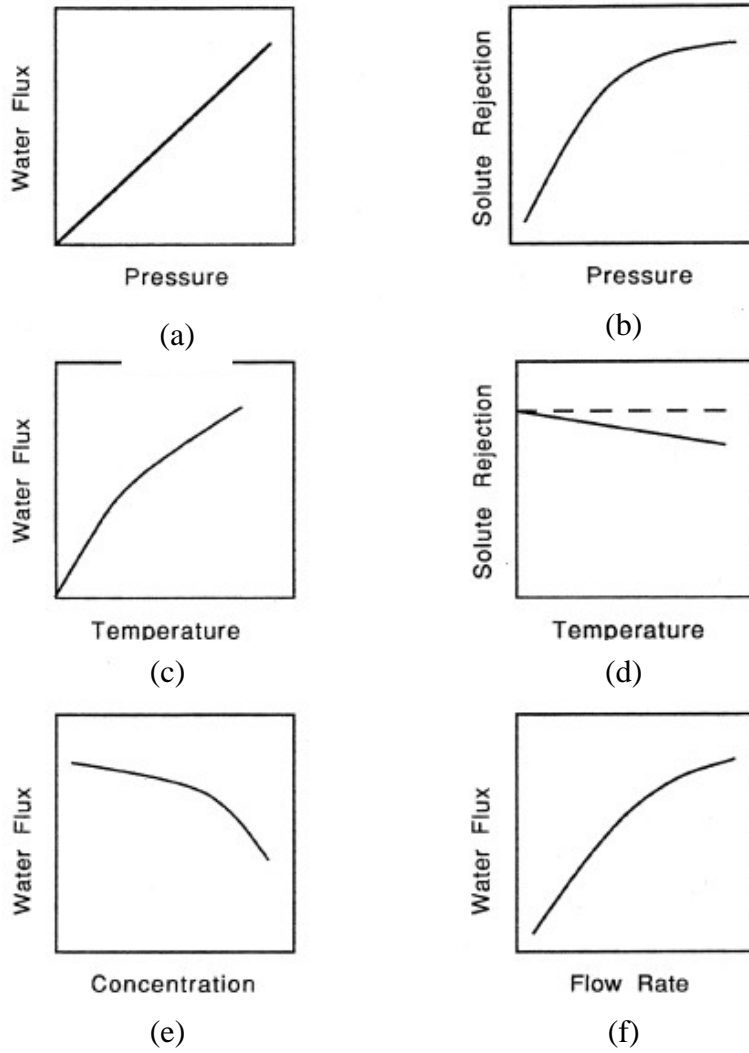 Water Flux
Pressure
(a)
Solute Rejection
Pressure
(b)
Water Flux
Temperature
(c)
Solute Rejection
Temperature
(d)
Water Flux
Concentration
(e)
Water Flux
Flow Rate
(f)